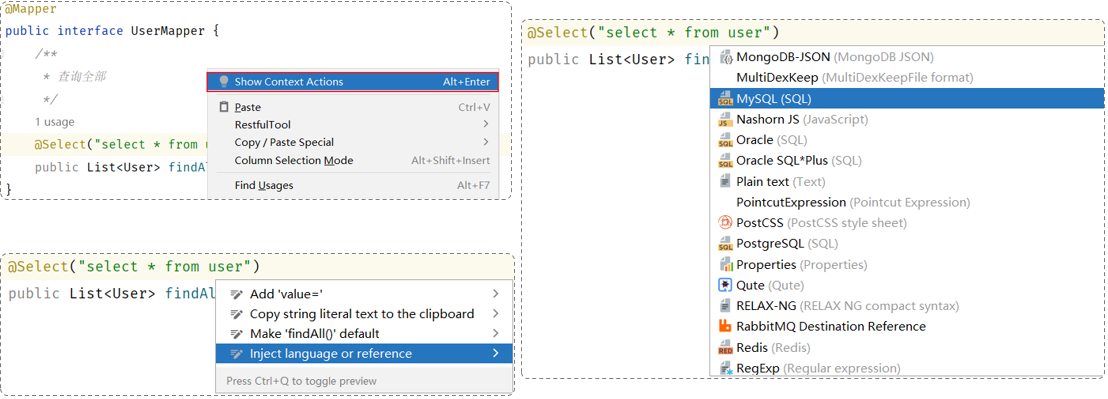 @Mapper
public interface UserMapper {
/**
* 查询全部
*/
1 usage
@Select("select * from u
public List<User> findAl
}
Show Context Actions Alt+Enter
Paste Ctrl+V
RestfulTool
Copy / Paste Special
Column Selection Mode Alt+Shift+Insert
Find Usages Alt+F7
@Select("select * from user")
public List<User> findAl
Add 'value='
Copy string literal text to the clipboard
Make 'findAll()' default
Inject language or reference
Press Ctrl+Q to toggle preview
@Select("select * from user")
public List<User> fin
MongoDB-JSON (MongoDB JSON)
MultiDexKeep (MultiDexKeepFile format)
MySQL (SQL)
Nashorn JS (JavaScript)
Oracle (SQL)
Oracle SQL*Plus (SQL)
Plain text (Text)
PointcutExpression (Pointcut Expression)
PostCSS (PostCSS style sheet)
PostgreSQL (SQL)
Properties (Properties)
Qute (Qute)
RELAX-NG (RELAX NG compact syntax)
RabbitMQ Destination Reference
Redis (Redis)
RegExp (Regular expression)